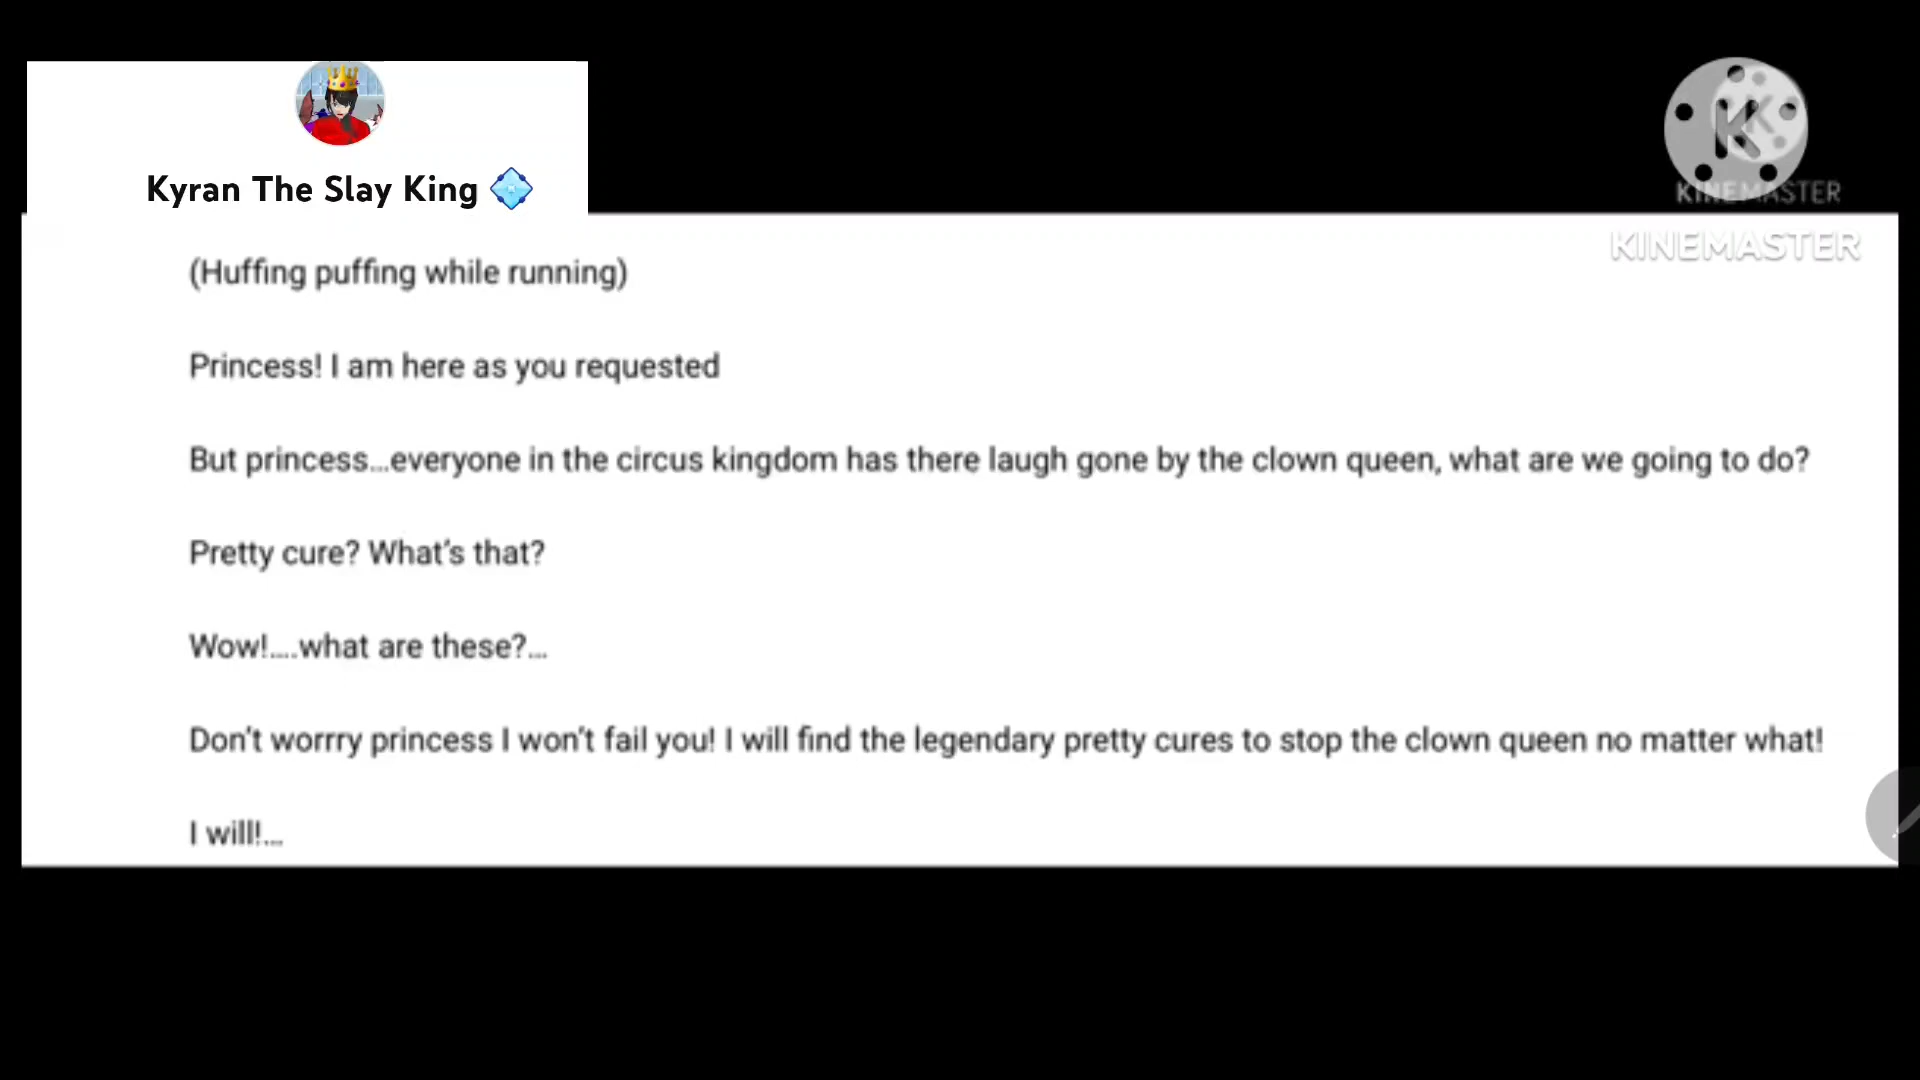 Kyran The Slay King
KINEMASTER
KINEMASTER
(Huffing puffing while running)
Princess! I am here as you requested
But princess...everyone in the circus kingdom has there laugh gone by the clown queen, what are we going to do?
Pretty cure? What's that?
Wow!....what are these?...
Don't worrry princess I won't fail you! I will find the legendary pretty cures to stop the clown queen no matter what!
I will!...